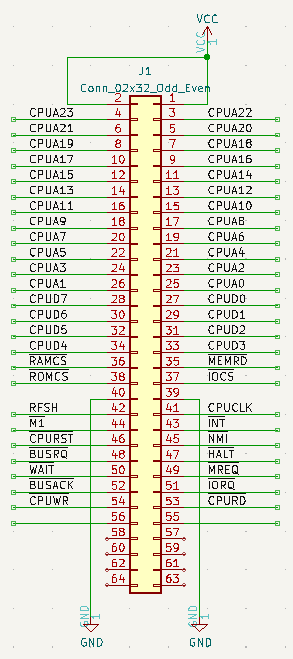 VCC
VCC 1
J1
Conn_02x32_Odd_Even
2 1
CPUA23 4 3 CPUA22
CPUA21 6 5 CPUA20
CPUA19 8 7 CPUA18
CPUA17 10 9 CPUA16
CPUA15 12 11 CPUA14
CPUA13 14 13 CPUA12
CPUA11 16 15 CPUA10
CPUA9 18 17 CPUA8
CPUA7 20 19 CPUA6
CPUA5 22 21 CPUA4
CPUA3 24 23 CPUA2
CPUA1 26 25 CPUA0
CPUD7 28 27 CPUD0
CPUD6 30 29 CPUD1
CPUD5 32 31 CPUD2
CPUD4 34 33 CPUD3
RAMCS 36 35 MEMRD
ROMCS 38 37 IOCS
40 39
RFSH 42 41 CPUCLK
M1 44 43 INT
CPURST 46 45 NMI
BUSRQ 48 47 HALT
WAIT 50 49 MREQ
BUSACK 52 51 IORQ
CPUWR 54 53 CPURD
56 55
58 57
60 59
62 61
64 63
GND 1 GND 1
GND GND